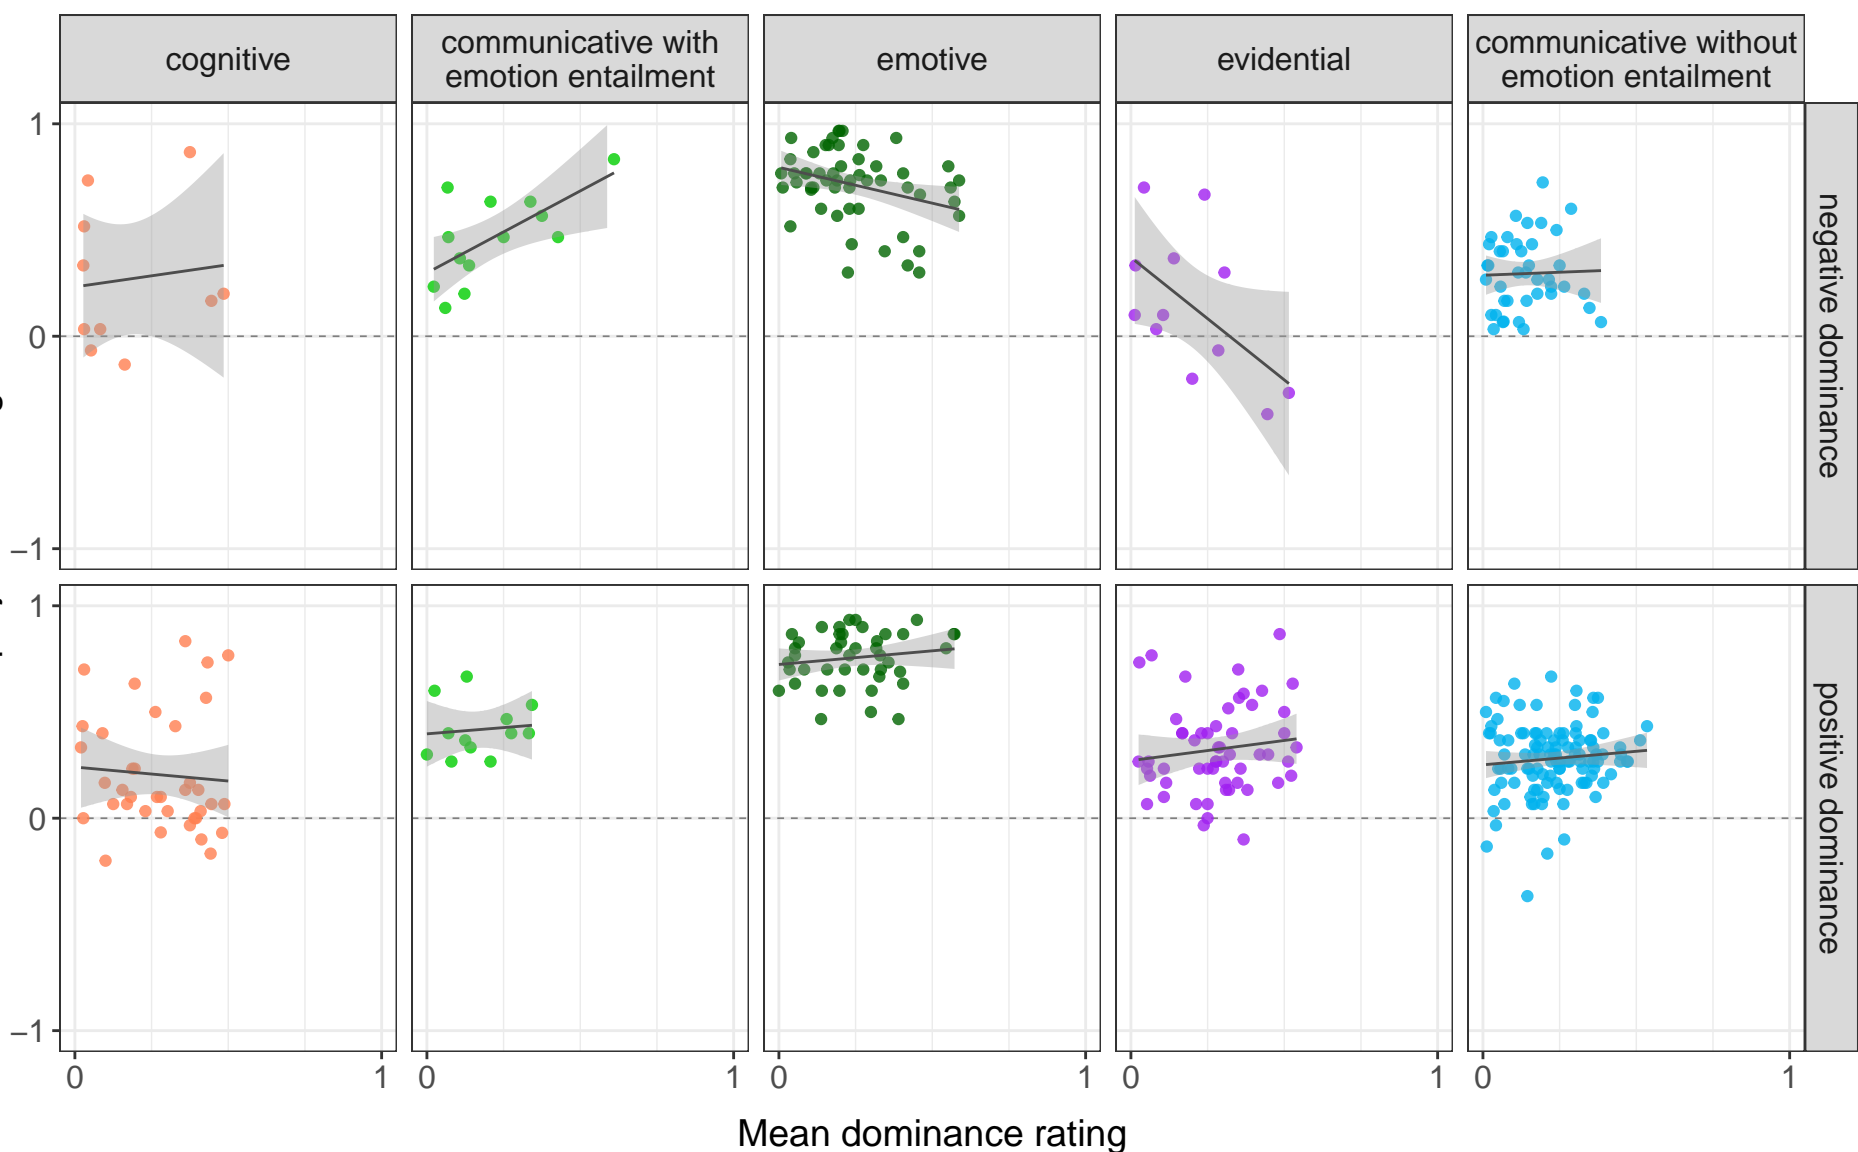 cognitive
communicative with
emotion entailment
emotive
evidential
communicative without
emotion entailment
1
0
−1
negative dominance
1
0
−1
positive dominance
0 1 0 1 0 1 0 1 0 1
Mean dominance rating